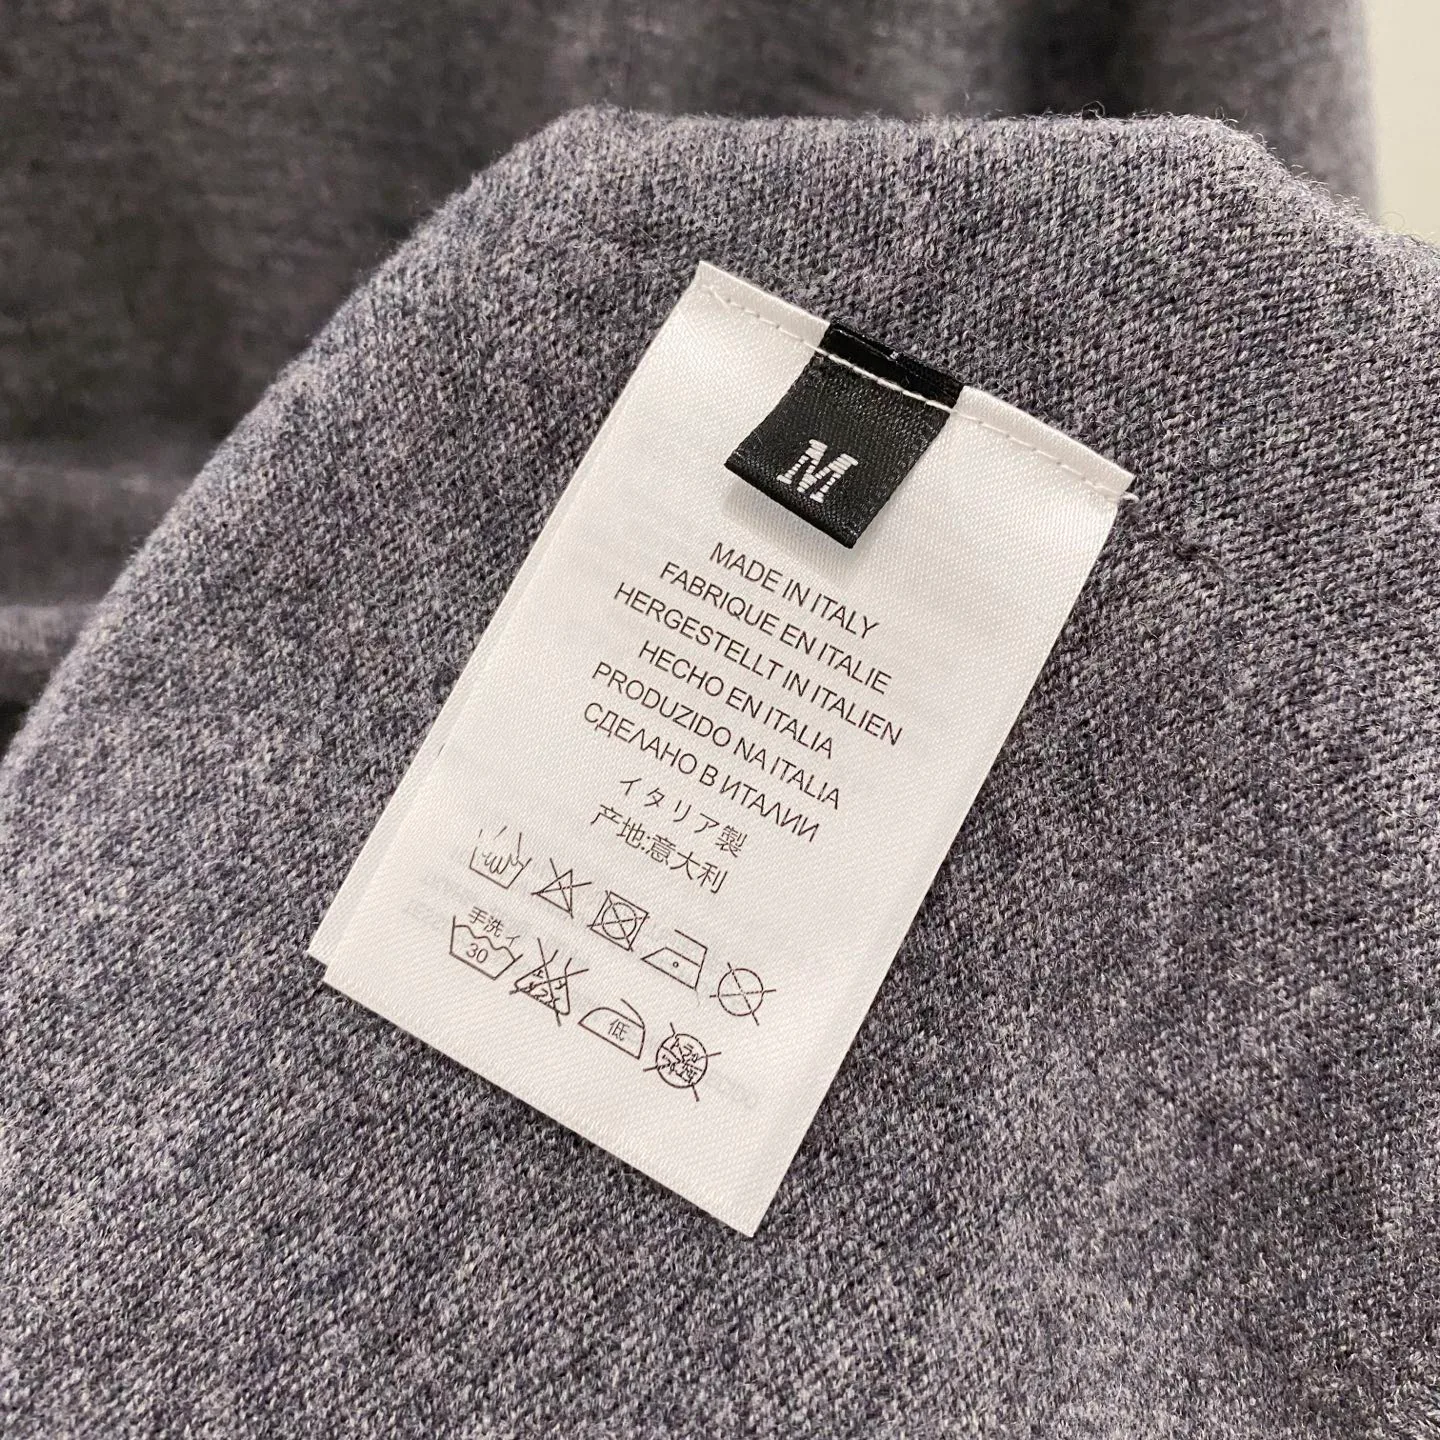 M
MADE IN ITALY
FABRIQUE EN ITALIE
HERGESTELLT IN ITALIEN
HECHO EN ITALIA
PRODUZIDO NA ITALIA
СДЕЛАНО В ИТАЛИИ
イタリア製
产地:意大利
手洗イ
30
低